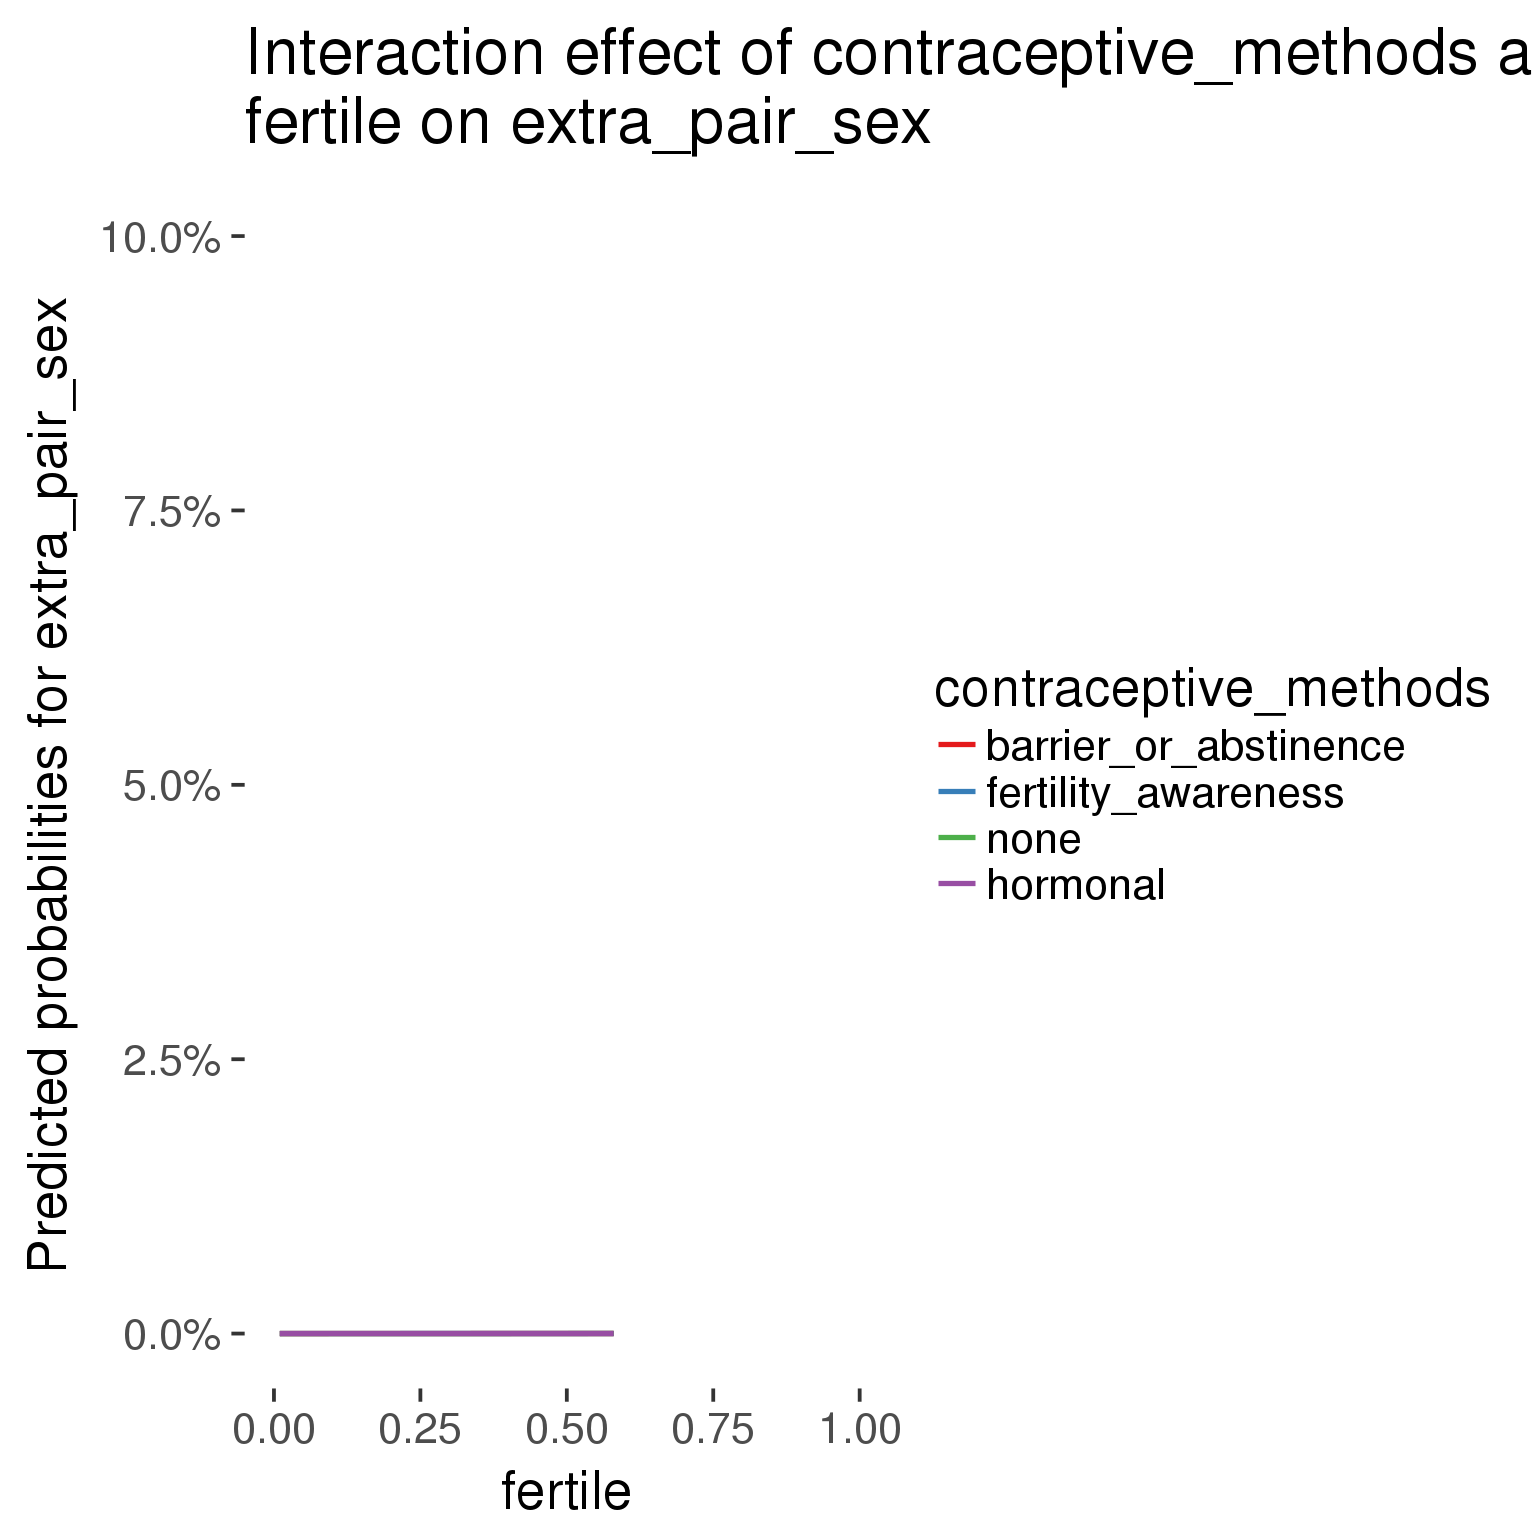 Interaction effect of contraceptive_methods a
fertile on extra_pair_sex
Predicted probabilities for extra_pair_sex
10.0%
7.5%
5.0%
2.5%
0.0%
0.00 0.25 0.50 0.75 1.00
fertile
contraceptive_methods
barrier_or_abstinence
fertility_awareness
none
hormonal